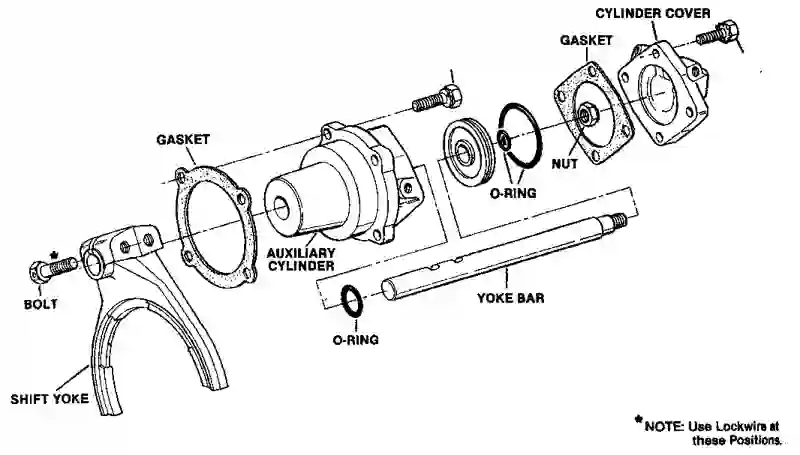 CYLINDER COVER
GASKET
GASKET
NUT
O-RING
AUXILIARY
CYLINDER
*
BOLT
YOKE BAR
O-RING
SHIFT YOKE
*NOTE: Use Lockwire at
these Positions.